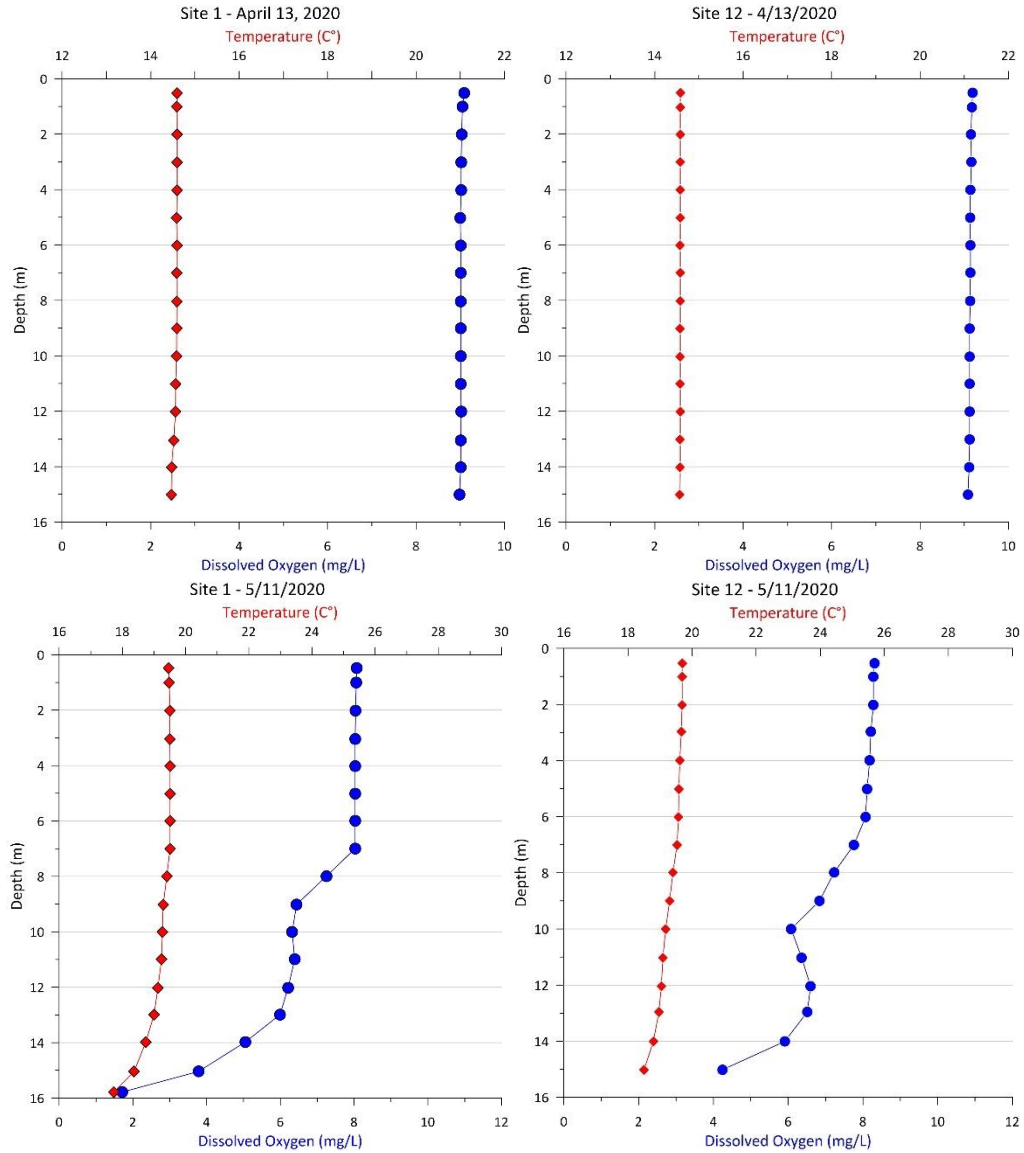 Site 1 - April 13, 2020
Temperature (C°)
12 14 16 18 20 22
0
2
4
6
8
10
12
14
16
Depth (m)
0 2 4 6 8 10
Dissolved Oxygen (mg/L)
Site 12 - 4/13/2020
Temperature (C°)
12 14 16 18 20 22
0
2
4
6
8
10
12
14
16
Depth (m)
0 2 4 6 8 10
Dissolved Oxygen (mg/L)
Site 1 - 5/11/2020
Temperature (C°)
16 18 20 22 24 26 28 30
0
2
4
6
8
10
12
14
16
Depth (m)
0 2 4 6 8 10 12
Dissolved Oxygen (mg/L)
Site 12 - 5/11/2020
Temperature (C°)
16 18 20 22 24 26 28 30
0
2
4
6
8
10
12
14
16
Depth (m)
0 2 4 6 8 10 12
Dissolved Oxygen (mg/L)